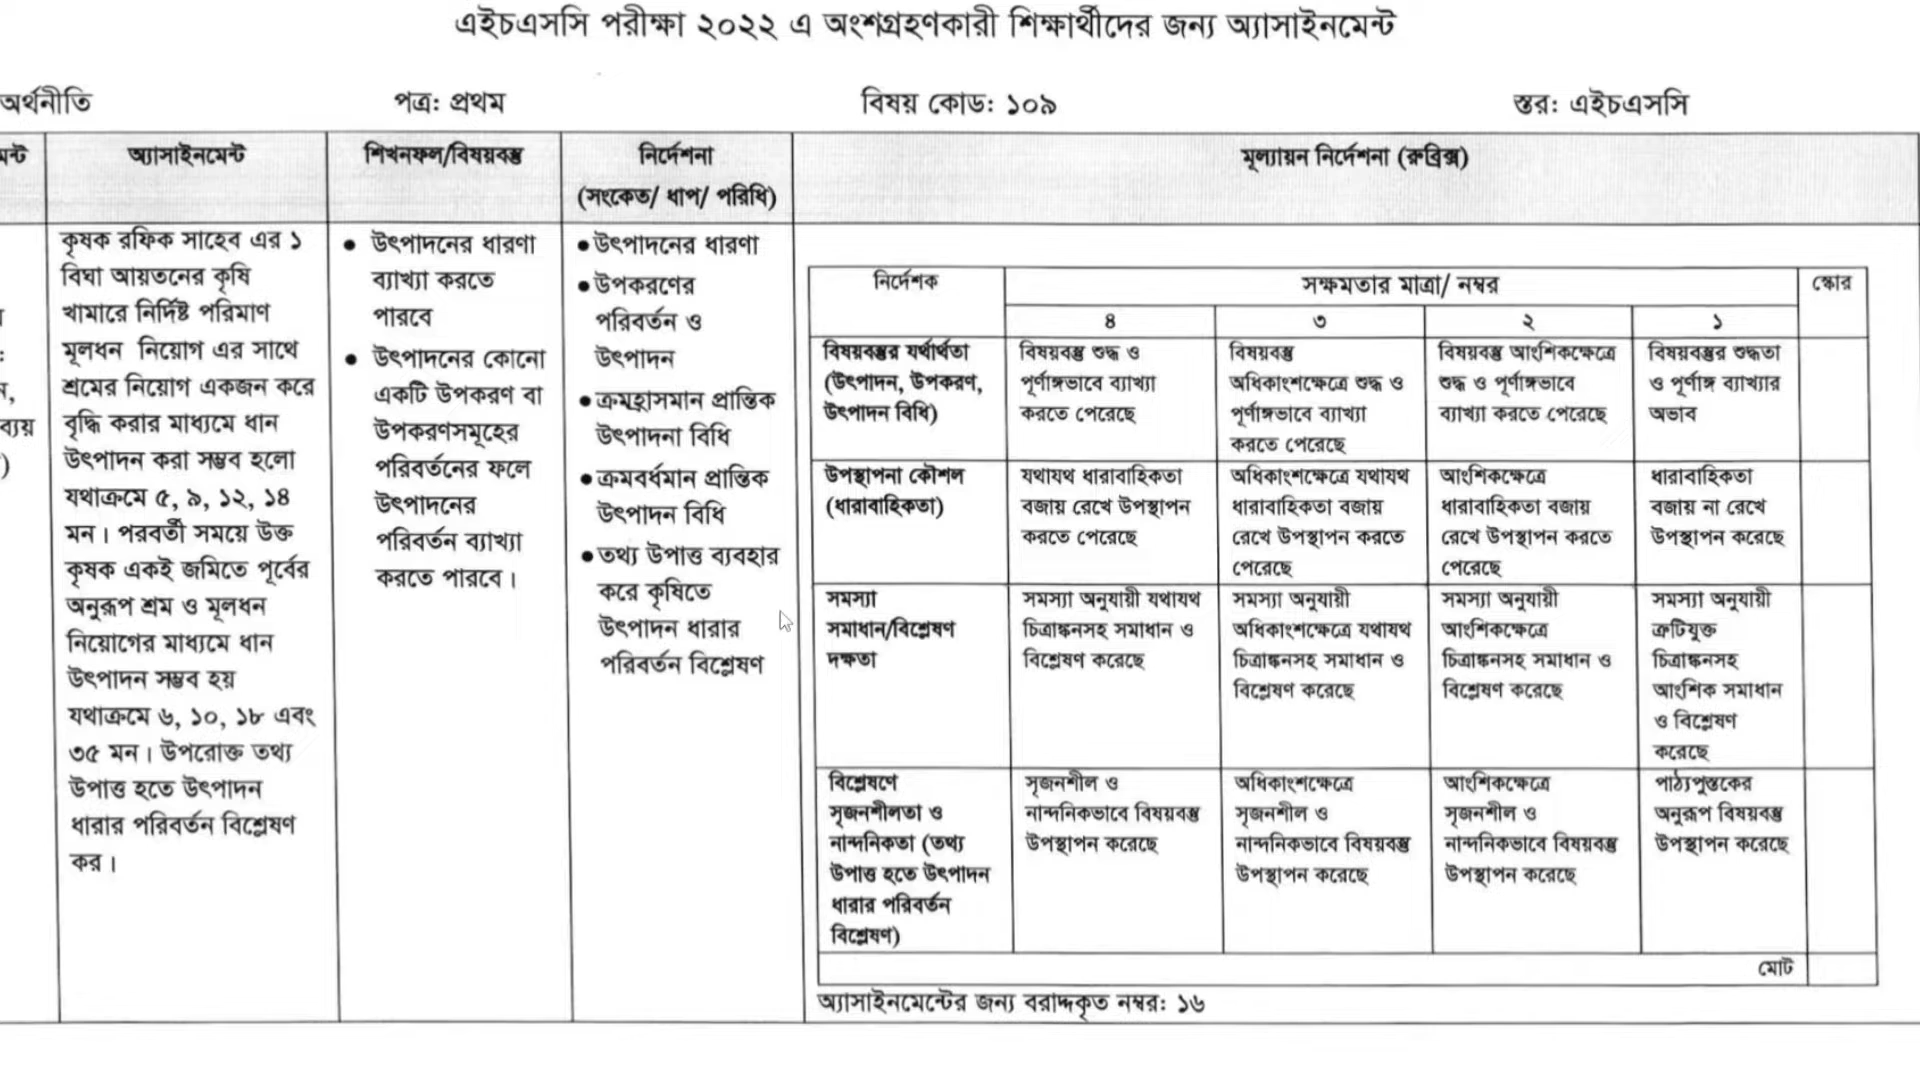 এইচএসসি পরীক্ষা ২০২২ এ অংশগ্রহণকারী শিক্ষার্থীদের জন্য অ্যাসাইনমেন্ট
অর্থনীতি
পত্র: প্রথম
বিষয় কোড: ১০৯
স্তর: এইচএসসি
অ্যাসাইনমেন্ট
শিখনফল/বিষয়বস্তু
নির্দেশনা
(সংকেত/ ধাপ/ পরিধি)
মূল্যায়ন নির্দেশনা (রুব্রিক্স)
ব্যয়
)
কৃষক রফিক সাহেব এর ১
বিঘা আয়তনের কৃষি
খামারে নির্দিষ্ট পরিমাণ
মূলধন নিয়োগ এর সাথে
শ্রমের নিয়োগ একজন করে
বৃদ্ধি করার মাধ্যমে ধান
উৎপাদন করা সম্ভব হলো
যথাক্রমে ৫, ৯, ১২, ১৪
মন। পরবর্তী সময়ে উক্ত
কৃষক একই জমিতে পূর্বের
অনুরূপ শ্রম ও মূলধন
নিয়োগের মাধ্যমে ধান
উৎপাদন সম্ভব হয়
যথাক্রমে ৬, ১০, ১৮ এবং
৩৫ মন। উপরোক্ত তথ্য
উপাত্ত হতে উৎপাদন
ধারার পরিবর্তন বিশ্লেষণ
কর।
• উৎপাদনের ধারণা
ব্যাখ্যা করতে
পারবে
• উৎপাদনের কোনো
একটি উপকরণ বা
উপকরণসমূহের
পরিবর্তনের ফলে
উৎপাদনের
পরিবর্তন ব্যাখ্যা
করতে পারবে।
• উৎপাদনের ধারণা
• উপকরণের
পরিবর্তন ও
উৎপাদন
• ক্রমহ্রাসমান প্রান্তিক
উৎপাদনা বিধি
• ক্রমবর্ধমান প্রান্তিক
উৎপাদন বিধি
• তথ্য উপাত্ত ব্যবহার
করে কৃষিতে
উৎপাদন ধারার
পরিবর্তন বিশ্লেষণ
নির্দেশক
সক্ষমতার মাত্রা/ নম্বর
স্কোর
৪
৩
২
১
বিষয়বস্তুর যর্থাথতা
(উৎপাদন, উপকরণ,
উৎপাদন বিধি)
বিষয়বস্তু শুদ্ধ ও
পূর্ণাঙ্গভাবে ব্যাখ্যা
করতে পেরেছে
বিষয়বস্তু
অধিকাংশক্ষেত্রে শুদ্ধ ও
পূর্ণাঙ্গভাবে ব্যাখ্যা
করতে পেরেছে
বিষয়বস্তু আংশিকক্ষেত্রে
শুদ্ধ ও পূর্ণাঙ্গভাবে
ব্যাখ্যা করতে পেরেছে
বিষয়বস্তুর শুদ্ধতা
ও পূর্ণাঙ্গ ব্যাখ্যার
অভাব
উপস্থাপনা কৌশল
(ধারাবাহিকতা)
যথাযথ ধারাবাহিকতা
বজায় রেখে উপস্থাপন
করতে পেরেছে
অধিকাংশক্ষেত্রে যথাযথ
ধারাবাহিকতা বজায়
রেখে উপস্থাপন করতে
পেরেছে
আংশিকক্ষেত্রে
ধারাবাহিকতা বজায়
রেখে উপস্থাপন করতে
পেরেছে
ধারাবাহিকতা
বজায় না রেখে
উপস্থাপন করেছে
সমস্যা
সমাধান/বিশ্লেষণ
দক্ষতা
সমস্যা অনুযায়ী যথাযথ
চিত্রাঙ্কনসহ সমাধান ও
বিশ্লেষণ করেছে
সমস্যা অনুযায়ী
অধিকাংশক্ষেত্রে যথাযথ
চিত্রাঙ্কনসহ সমাধান ও
বিশ্লেষণ করেছে
সমস্যা অনুযায়ী
আংশিকক্ষেত্রে
চিত্রাঙ্কনসহ সমাধান ও
বিশ্লেষণ করেছে
সমস্যা অনুযায়ী
ত্রুটিযুক্ত
চিত্রাঙ্কনসহ
আংশিক সমাধান
ও বিশ্লেষণ
করেছে
বিশ্লেষণে
সৃজনশীলতা ও
নান্দনিকতা (তথ্য
উপাত্ত হতে উৎপাদন
ধারার পরিবর্তন
বিশ্লেষণ)
সৃজনশীল ও
নান্দনিকভাবে বিষয়বস্তু
উপস্থাপন করেছে
অধিকাংশক্ষেত্রে
সৃজনশীল ও
নান্দনিকভাবে বিষয়বস্তু
উপস্থাপন করেছে
আংশিকক্ষেত্রে
সৃজনশীল ও
নান্দনিকভাবে বিষয়বস্তু
উপস্থাপন করেছে
পাঠ্যপুস্তকের
অনুরূপ বিষয়বস্তু
উপস্থাপন করেছে
মোট
অ্যাসাইনমেন্টের জন্য বরাদ্দকৃত নম্বর: ১৬